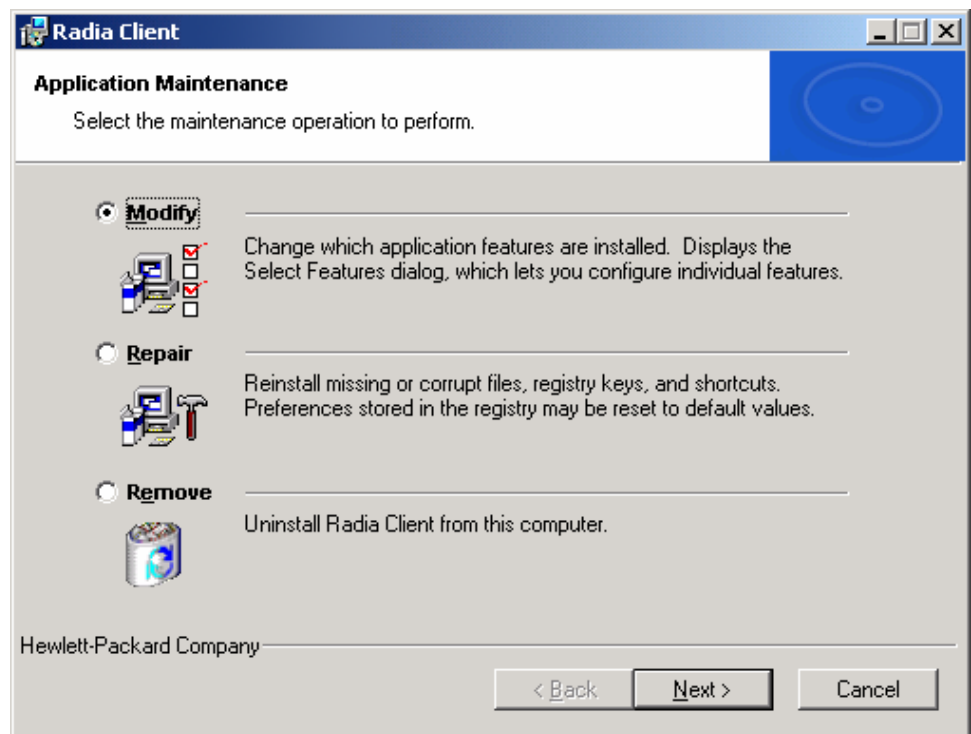 Radia Client
Application Maintenance
Select the maintenance operation to perform.
Modify
Change which application features are installed.  Displays the
Select Features dialog, which lets you configure individual features.
Repair
Reinstall missing or corrupt files, registry keys, and shortcuts.
Preferences stored in the registry may be reset to default values.
Remove
Uninstall Radia Client from this computer.
Hewlett-Packard Company
< Back
Next >
Cancel